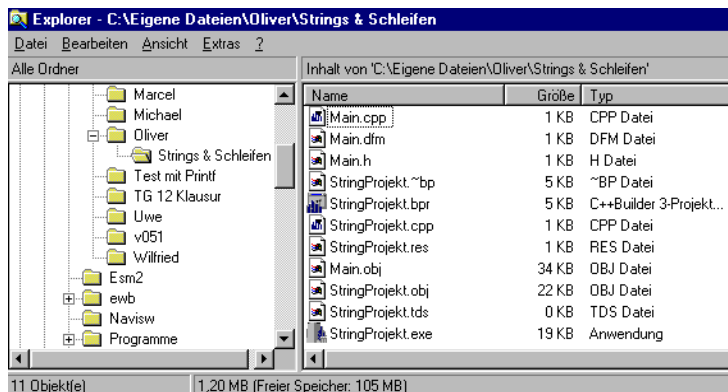 Explorer - C:\Eigene Dateien\Oliver\Strings & Schleifen
Datei Bearbeiten Ansicht Extras ?
Alle Ordner
Inhalt von 'C:\Eigene Dateien\Oliver\Strings & Schleifen'
Marcel
Michael
Oliver
Strings & Schleifen
Test mit Printf
TG 12 Klausur
Uwe
v051
Wilfried
Esm2
ewb
Navisw
Programme
Name Größe Typ
Main.cpp 1 KB CPP Datei
Main.dfm 1 KB DFM Datei
Main.h 1 KB H Datei
StringProjekt.~bp 5 KB ~BP Datei
StringProjekt.bpr 5 KB C++Builder 3-Projekt...
StringProjekt.cpp 1 KB CPP Datei
StringProjekt.res 1 KB RES Datei
Main.obj 34 KB OBJ Datei
StringProjekt.obj 22 KB OBJ Datei
StringProjekt.tds 0 KB TDS Datei
StringProjekt.exe 19 KB Anwendung
11 Objekt(e) 1,20 MB (Freier Speicher: 105 MB)